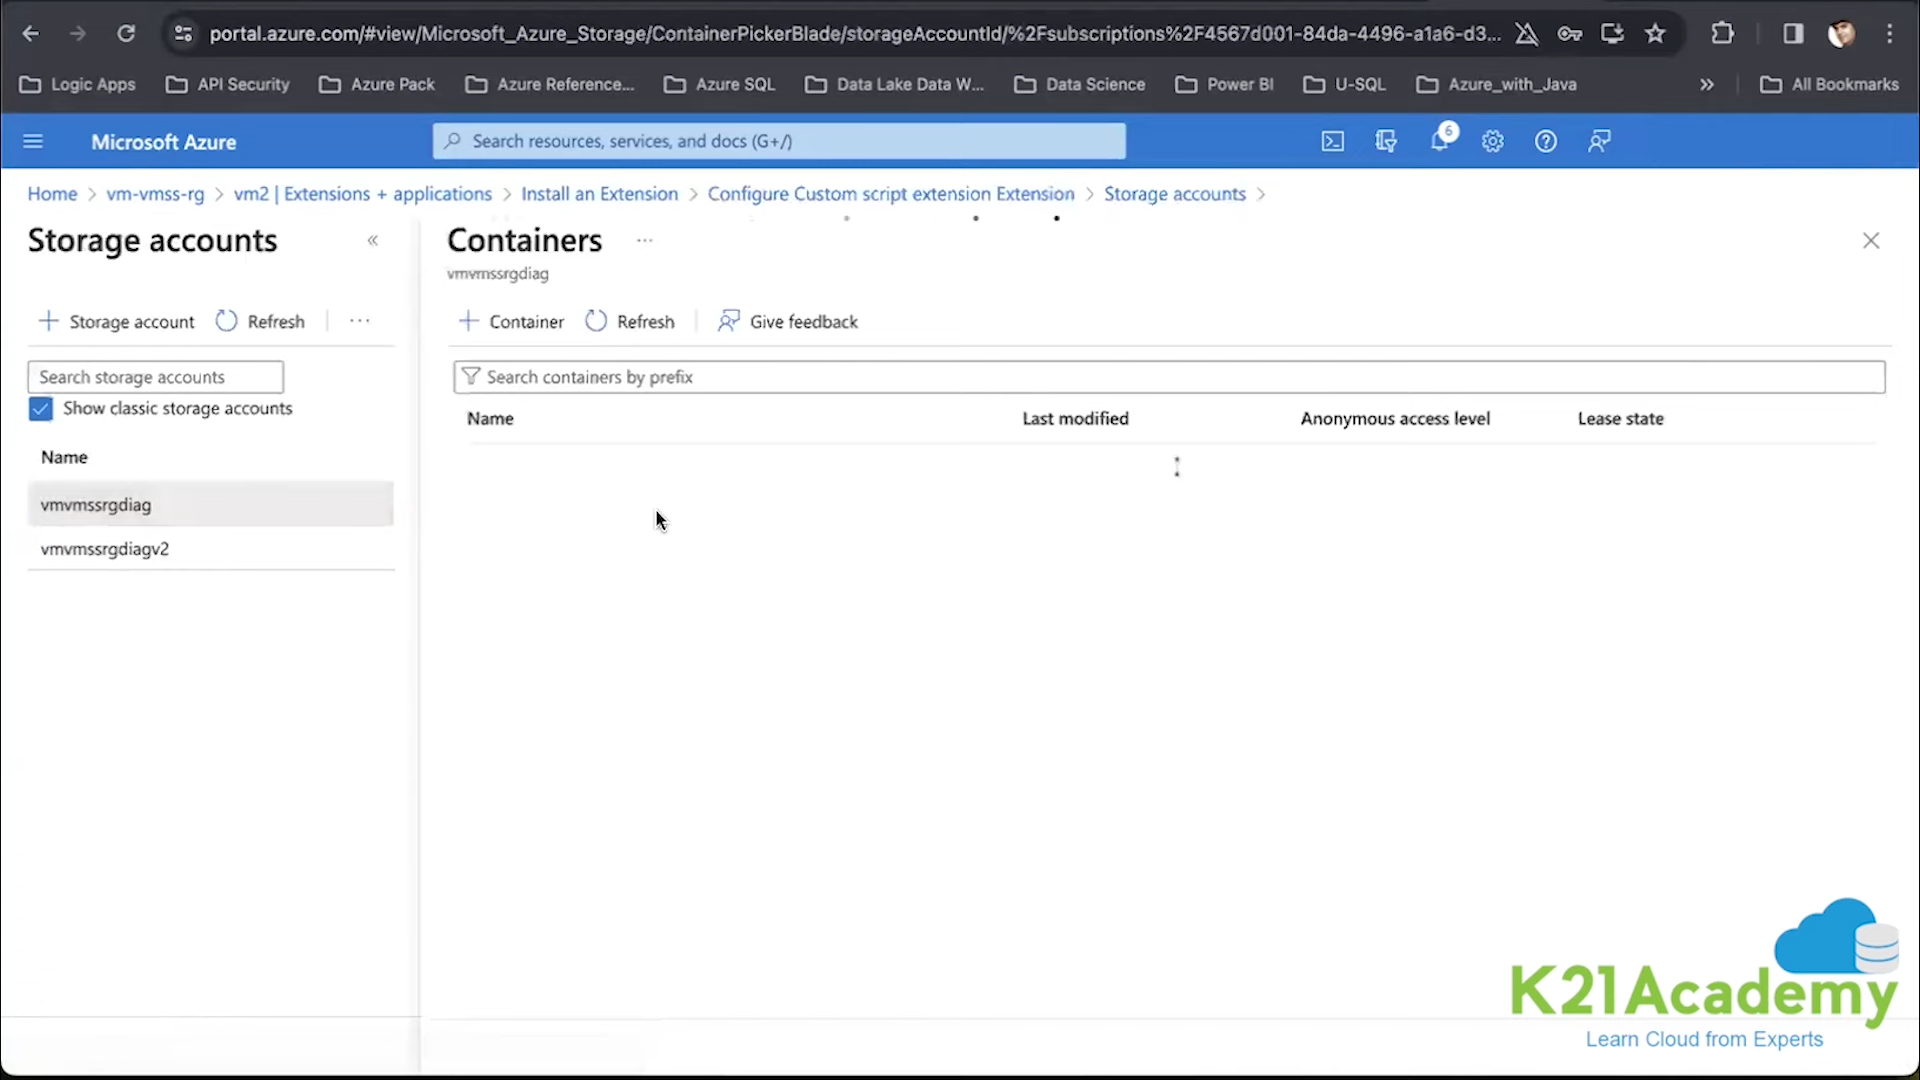 portal.azure.com/#view/Microsoft_Azure_Storage/ContainerPickerBlade/storageAccountId/%2Fsubscriptions%2F4567d001-84da-4496-a1a6-d3...
Logic Apps API Security Azure Pack Azure Reference... Azure SQL Data Lake Data W... Data Science Power BI U-SQL Azure_with_Java » All Bookmarks
Microsoft Azure Search resources, services, and docs (G+/) 6
Home > vm-vmss-rg > vm2 | Extensions + applications > Install an Extension > Configure Custom script extension Extension > Storage accounts >
Storage accounts «
Containers ...
vmvmssrgdiag
+ Storage account Refresh ...
+ Container Refresh Give feedback
Search storage accounts
Search containers by prefix
Show classic storage accounts
Name Last modified Anonymous access level Lease state
Name
vmvmssrgdiag
vmvmssrgdiagv2
K21Academy
Learn Cloud from Experts